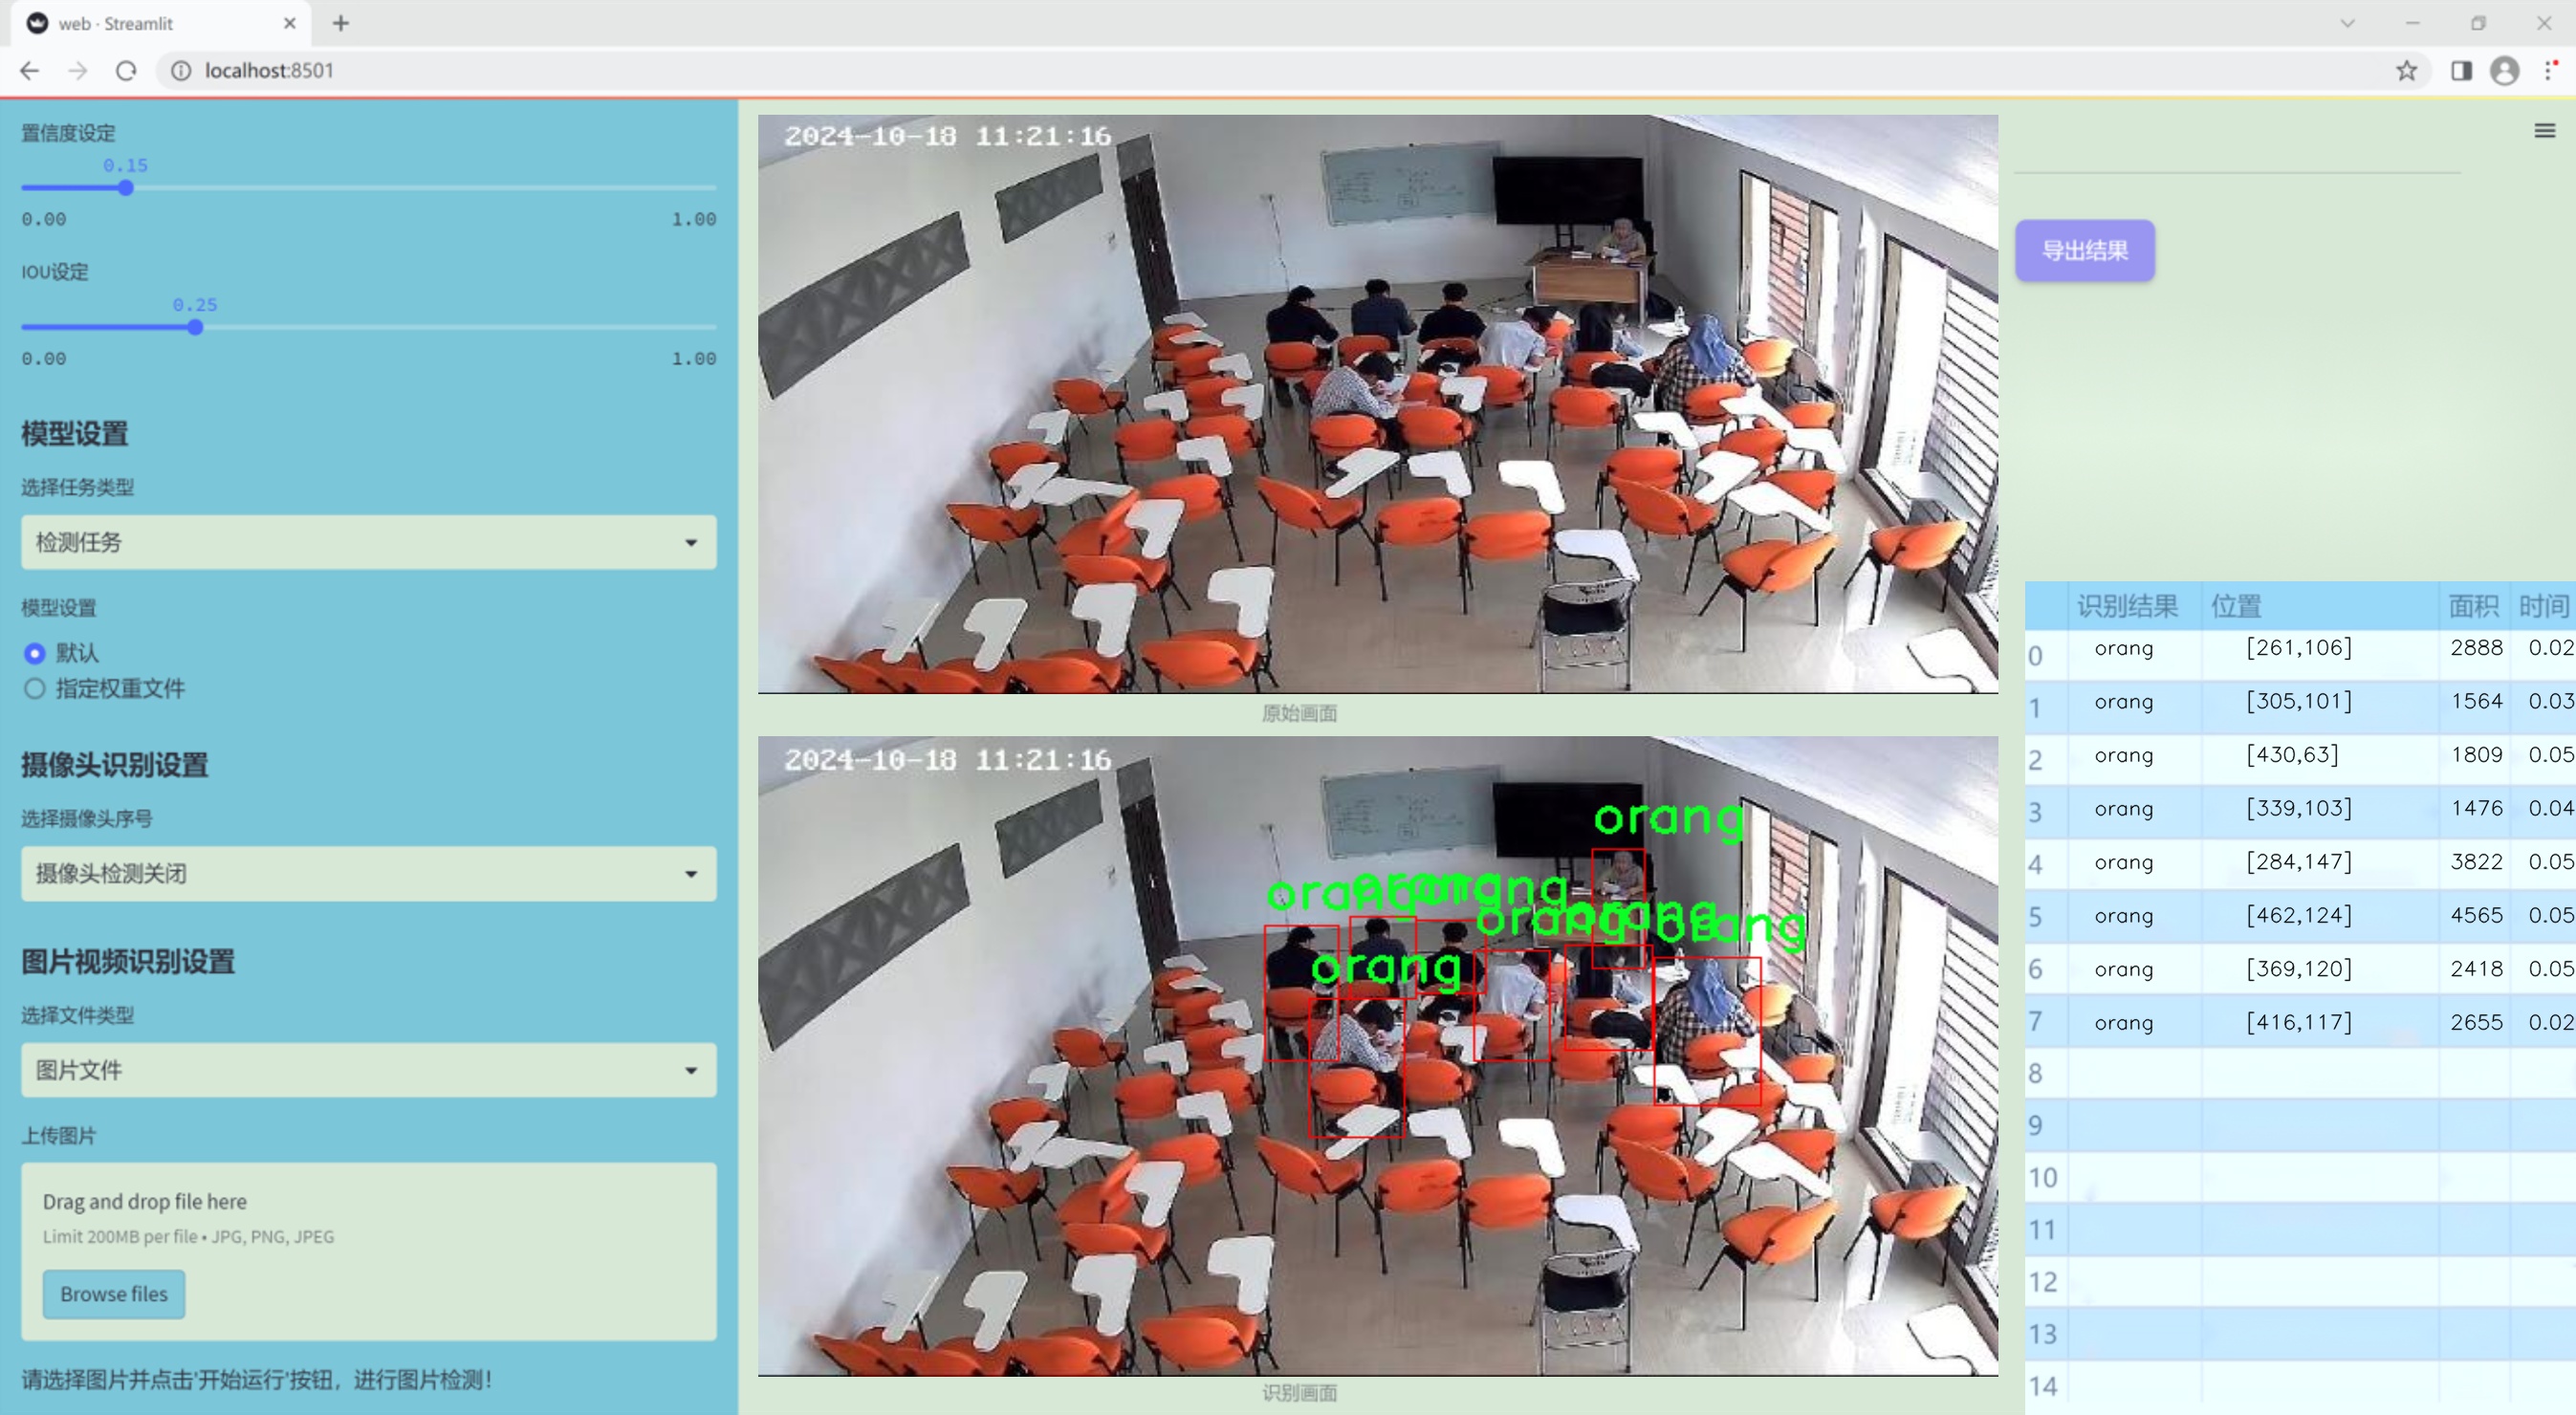 web · Streamlit
localhost:8501
置信度设定
0.15
0.00 1.00
IOU设定
0.25
0.00 1.00
模型设置
选择任务类型
检测任务
模型设置
默认
指定权重文件
摄像头识别设置
选择摄像头序号
摄像头检测关闭
图片视频识别设置
选择文件类型
图片文件
上传图片
Drag and drop file here
Limit 200MB per file • JPG, PNG, JPEG
Browse files
请选择图片并点击'开始运行'按钮，进行图片检测！
2024-10-18 11:21:16
原始画面
2024-10-18 11:21:16
orang
orang
orang
orang
orang
orang
orang
orang
识别画面
导出结果
识别结果 位置 面积 时间
0 orang [261,106] 2888 0.02
1 orang [305,101] 1564 0.03
2 orang [430,63] 1809 0.05
3 orang [339,103] 1476 0.04
4 orang [284,147] 3822 0.05
5 orang [462,124] 4565 0.05
6 orang [369,120] 2418 0.05
7 orang [416,117] 2655 0.02
8
9
10
11
12
13
14